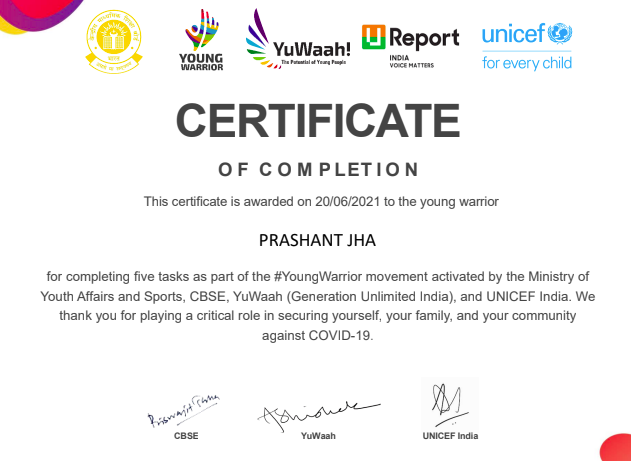 YOUNG
WARRIOR
YuWaah!
The Potential of Young People
U Report
INDIA
VOICE MATTERS
unicef
for every child
CERTIFICATE
OF COMPLETION
This certificate is awarded on 20/06/2021 to the young warrior
PRASHANT JHA
for completing five tasks as part of the #YoungWarrior movement activated by the Ministry of
Youth Affairs and Sports, CBSE, YuWaah (Generation Unlimited India), and UNICEF India. We
thank you for playing a critical role in securing yourself, your family, and your community
against COVID-19.
CBSE
YuWaah
UNICEF India